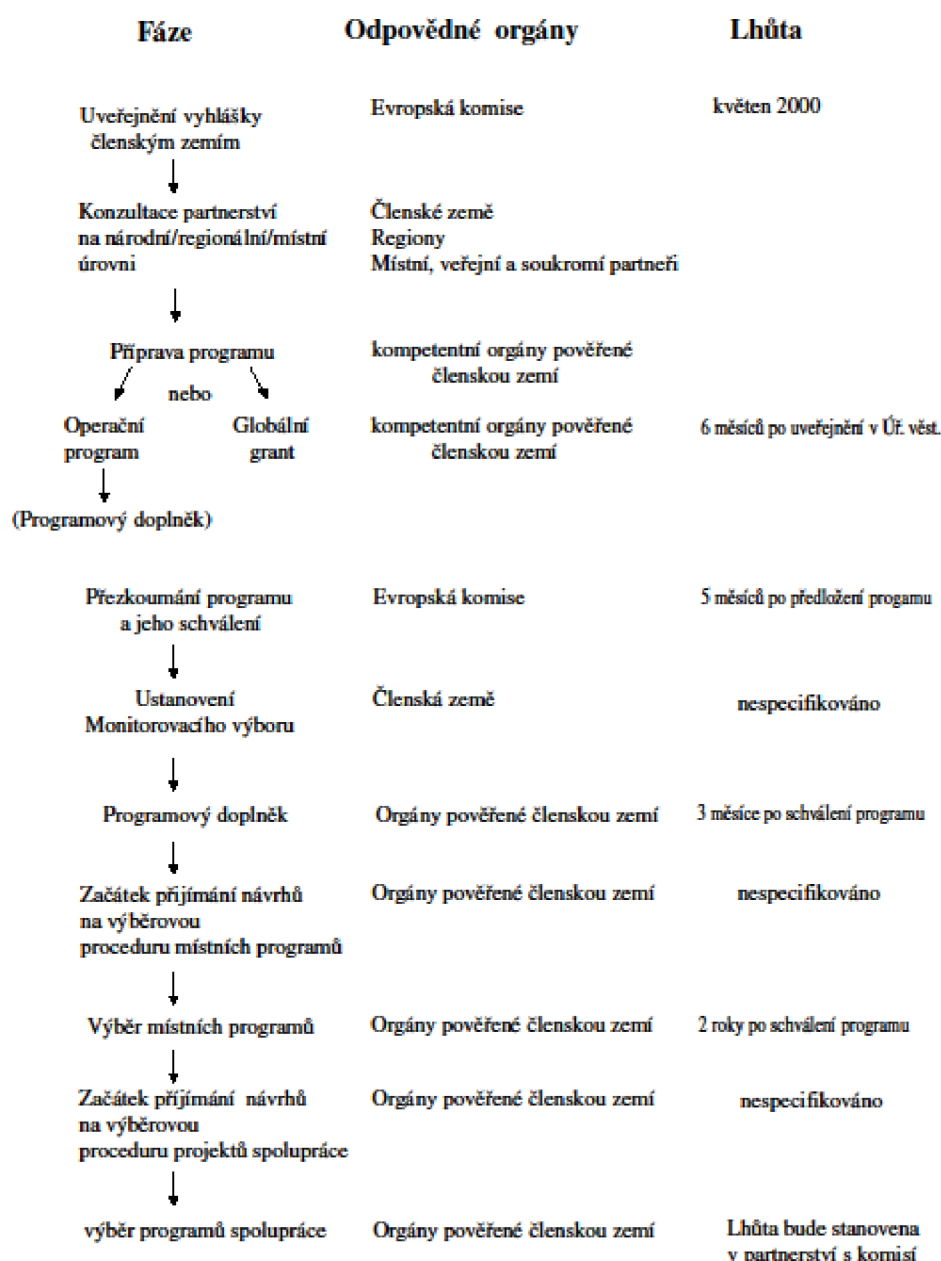 Fáze Odpovědné orgány Lhůta
Uveřejnění vyhlášky Evropská komise květen 2000
členským zemím
Konzultace partnerství Členské země
na národní/regionální/místní Regiony
úrovni Místní, veřejní a soukromí partneři
Příprava programu kompetentní orgány pověřené
členskou zemí
nebo
Operační Globální kompetentní orgány pověřené 6 měsíců po uveřejnění v Úř. věst.
program grant členskou zemí
(Programový doplněk)
Přezkoumání programu Evropská komise 5 měsíců po předložení progamu
a jeho schválení
Ustanovení Členská země nespecifikováno
Monitorovacího výboru
Programový doplněk Orgány pověřené členskou zemí 3 měsíce po schválení programu
Začátek přijímání návrhů Orgány pověřené členskou zemí nespecifikováno
na výběrovou
proceduru místních programů
Výběr místních programů Orgány pověřené členskou zemí 2 roky po schválení programu
Začátek příjímání návrhů Orgány pověřené členskou zemí nespecifikováno
na výběrovou
proceduru projektů spolupráce
výběr programů spolupráce Orgány pověřené členskou zemí Lhůta bude stanovena
v partnerství s komisí